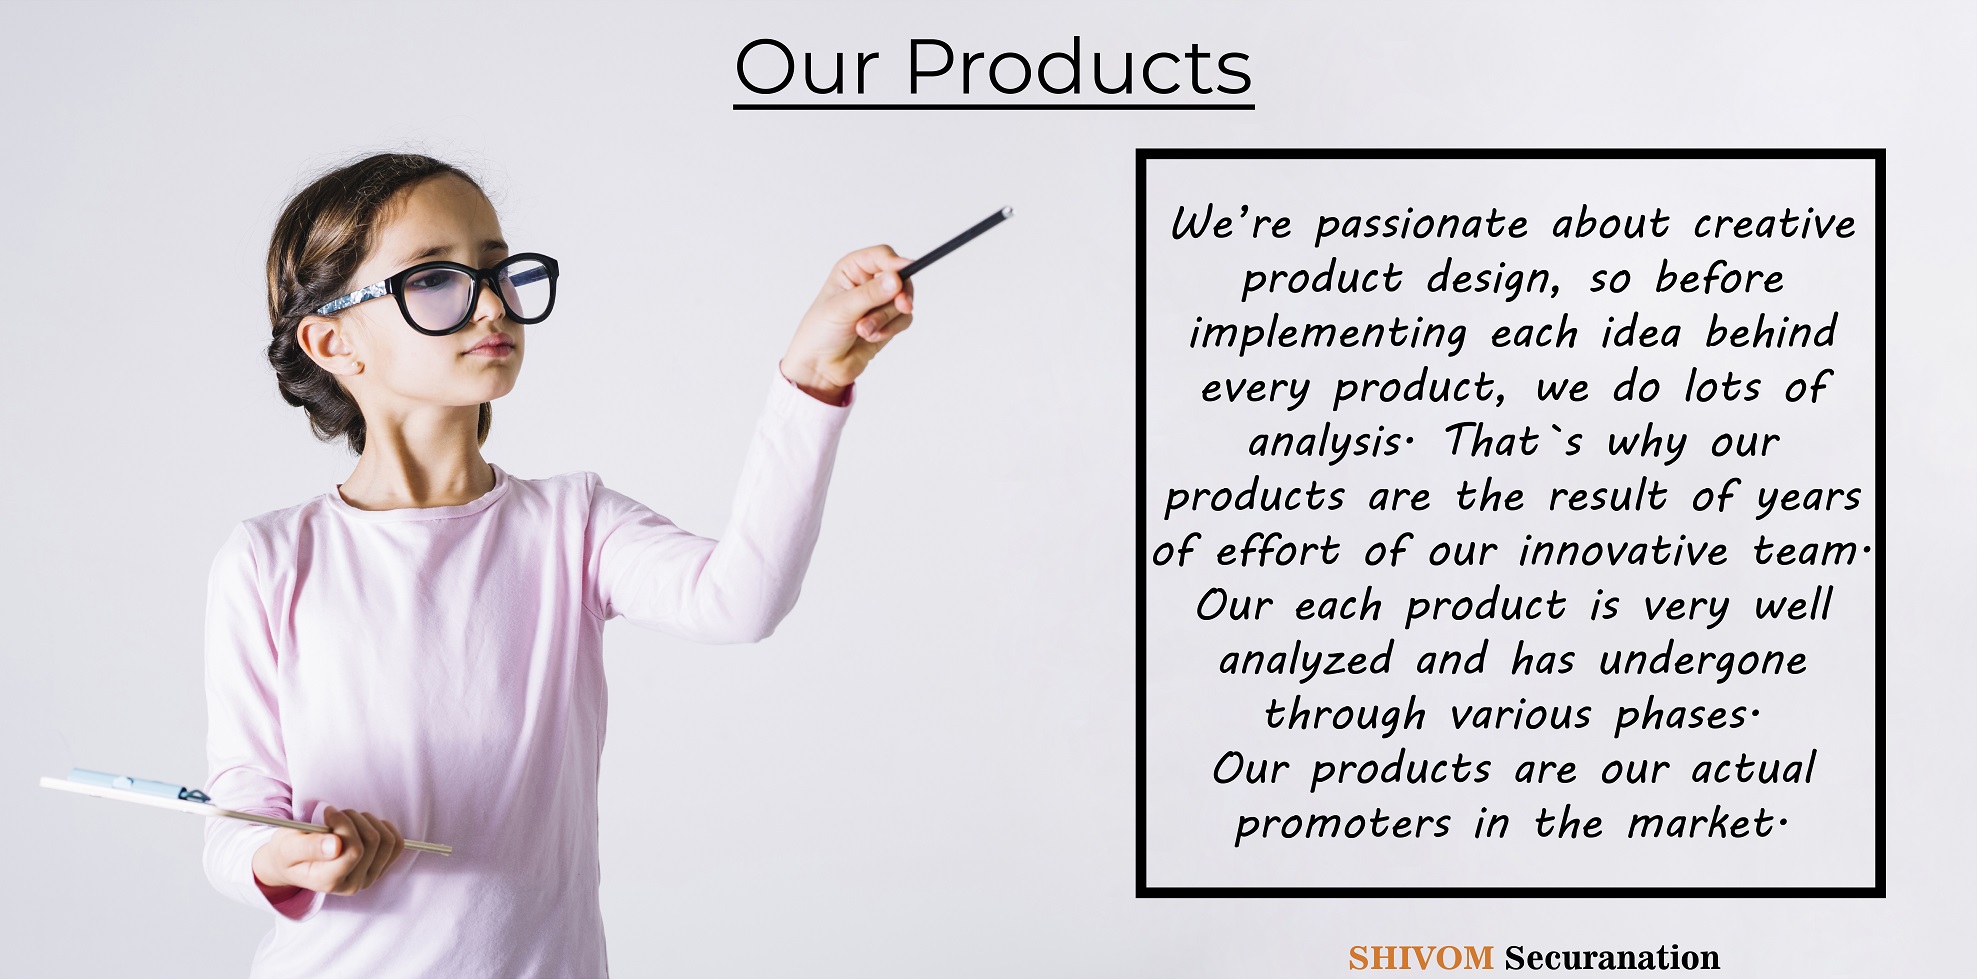 Our Products
We’re passionate about creative
product design, so before
implementing each idea behind
every product, we do lots of
analysis. That`s why our
products are the result of years
of effort of our innovative team.
Our each product is very well
analyzed and has undergone
through various phases.
Our products are our actual
promoters in the market.
SHIVOM Securanation